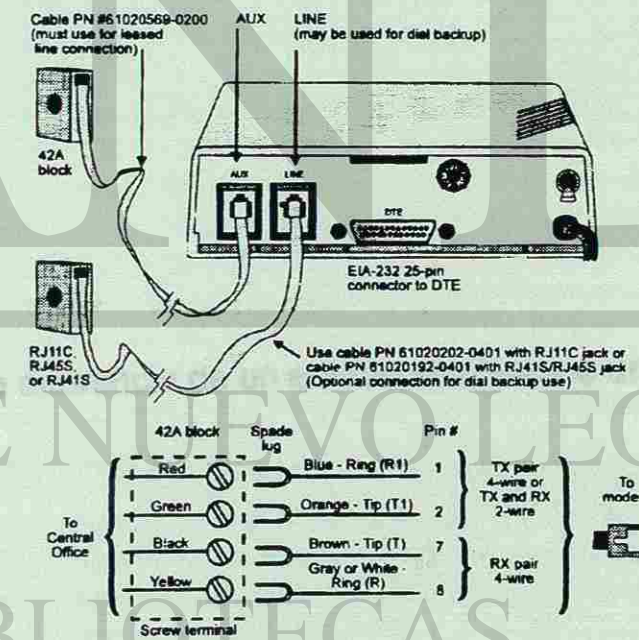 Cable PN #61020569-0200
(must use for leased
line connection)
AUX
LINE
(may be used for dial backup)
42A
block
AUX
LINE
DTE
EIA-232 25-pin
connector to DTE
RJ11C,
RJ45S,
or RJ41S
Use cable PN 61020202-0401 with RJ11C jack or
cable PN 61020192-0401 with RJ41S/RJ45S jack
(Optional connection for dial backup use)
42A block
Spade
lug
Pin #
Red
Blue - Ring (R1)
1
Green
Orange - Tip (T1)
2
Black
Brown - Tip (T)
7
Yellow
Gray or White -
Ring (R)
8
To
Central
Office
TX pair
4-wire or
TX and RX
2-wire
RX pair
4-wire
To
mode
Screw terminal
UNIL
E NUEVO LEO
BIBLIOTECAS